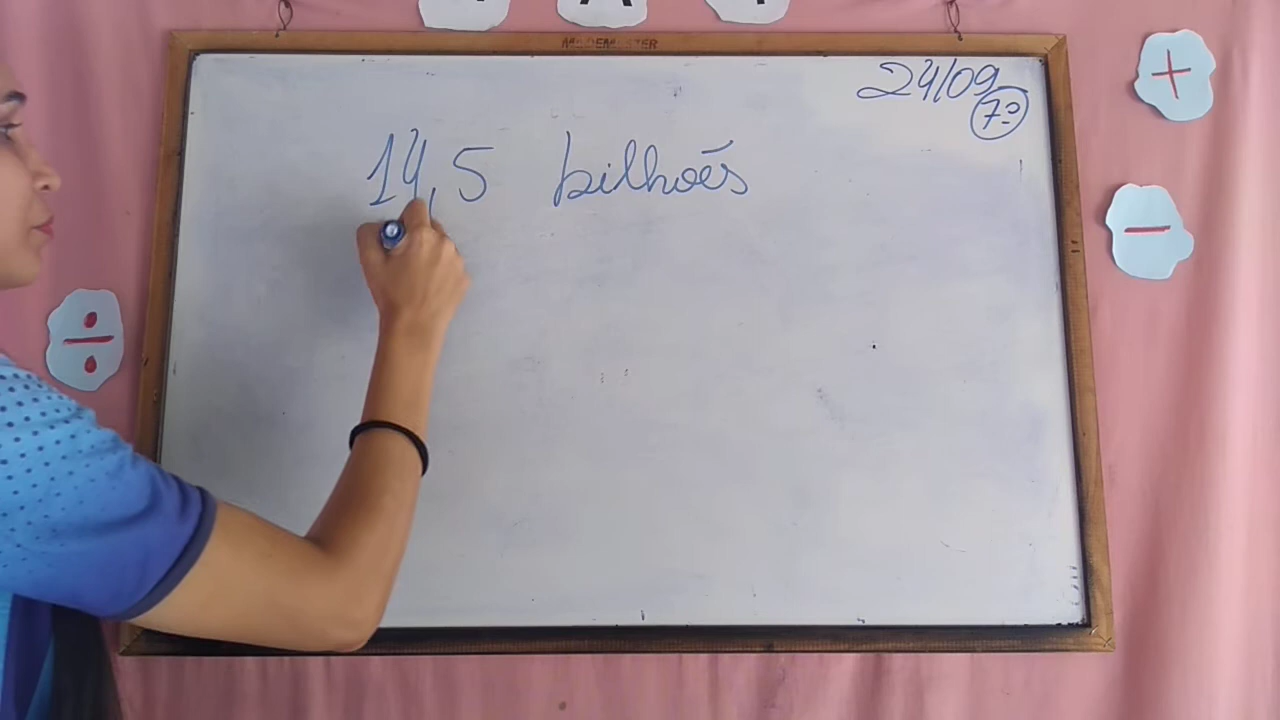 24/09
7º
14,5 bilhões
+
−
÷